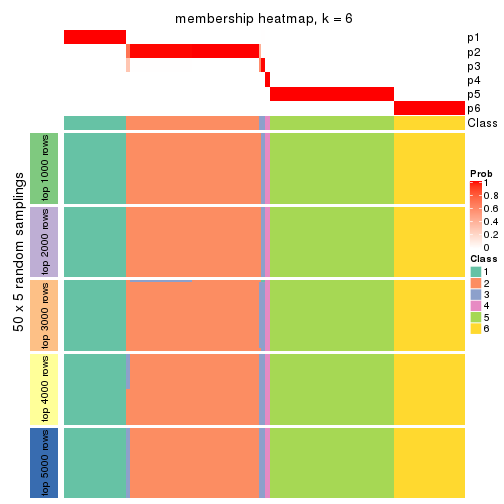 membership heatmap, k = 6
p1
p2
p3
p4
p5
p6
Class
50 x 5 random samplings
top 1000 rows
top 2000 rows
top 3000 rows
top 4000 rows
top 5000 rows
Prob
1
0.8
0.6
0.4
0.2
0
Class
1
2
3
4
5
6